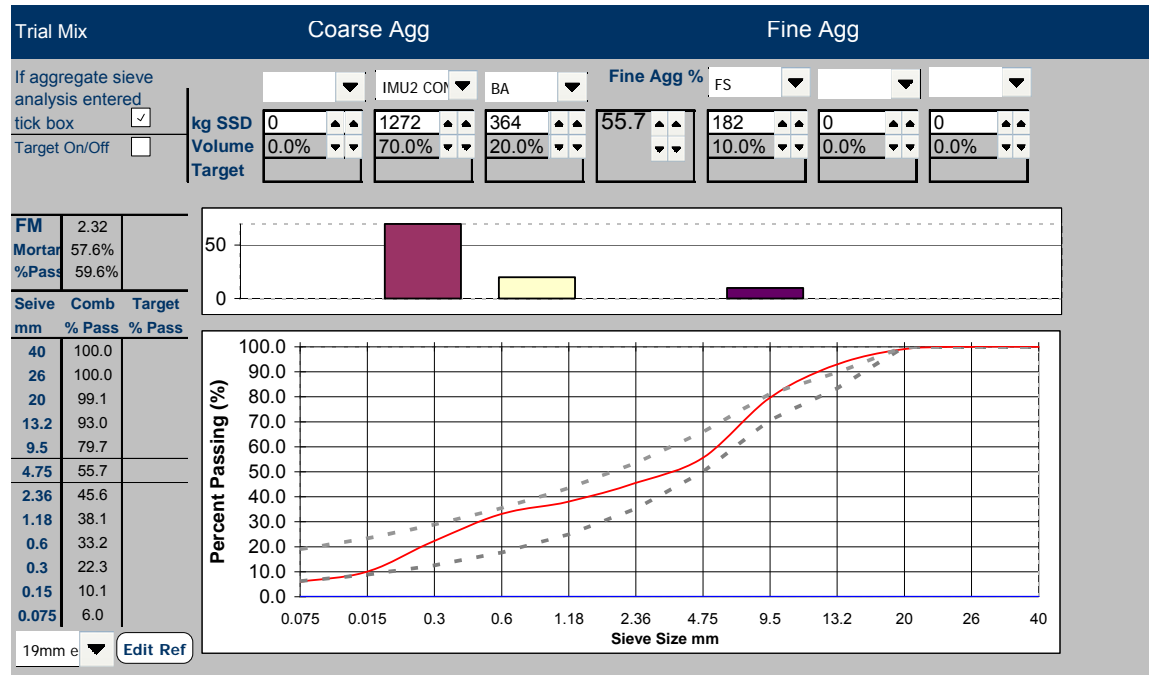 Trial Mix Coarse Agg Fine Agg
If aggregate sieve
analysis entered
tick box
Target On/Off
IMU2 CON BA Fine Agg % FS
kg SSD 0 1272 364 55.7 182 0 0
Volume 0.0% 70.0% 20.0% 10.0% 0.0% 0.0%
Target
FM 2.32
Mortar 57.6%
%Pass 59.6%
Seive Comb Target
mm % Pass % Pass
40 100.0
26 100.0
20 99.1
13.2 93.0
9.5 79.7
4.75 55.7
2.36 45.6
1.18 38.1
0.6 33.2
0.3 22.3
0.15 10.1
0.075 6.0
19mm e Edit Ref
50
0
Percent Passing (%)
100.0
90.0
80.0
70.0
60.0
50.0
40.0
30.0
20.0
10.0
0.0
0.075 0.015 0.3 0.6 1.18 2.36 4.75 9.5 13.2 20 26 40
Sieve Size mm